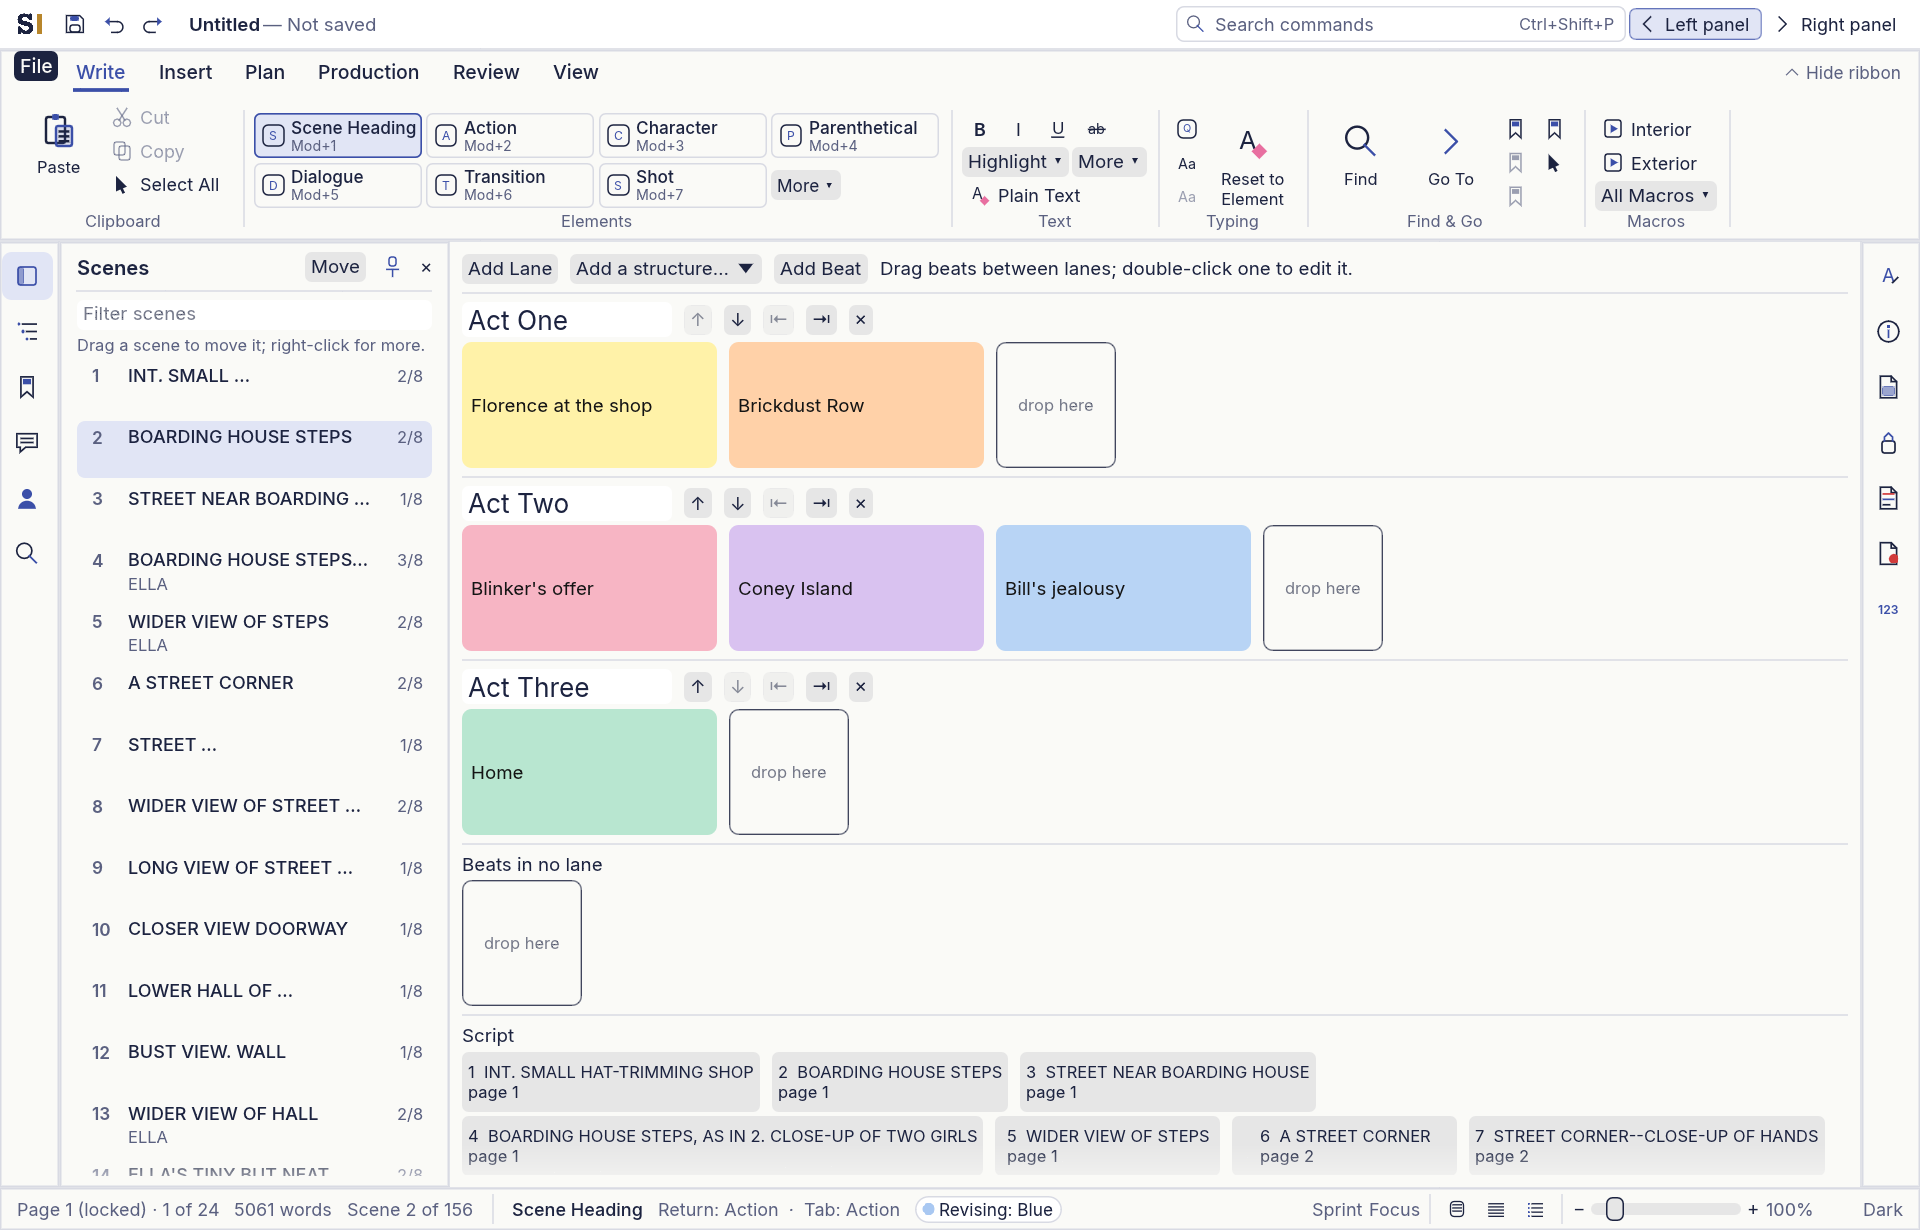 SI Untitled — Not saved Search commands Ctrl+Shift+P Left panel Right panel
File Write Insert Plan Production Review View Hide ribbon
Paste Cut Copy Select All Clipboard
S Scene Heading Mod+1 A Action Mod+2 C Character Mod+3 P Parenthetical Mod+4
D Dialogue Mod+5 T Transition Mod+6 S Shot Mod+7 More
Elements
B I U ab
Highlight More
A Plain Text
Text
Q Aa Aa A Reset to Element
Typing
Find Go To
Find & Go
Interior
Exterior
All Macros
Macros
Scenes Move ×
Filter scenes
Drag a scene to move it; right-click for more.
1 INT. SMALL ... 2/8
2 BOARDING HOUSE STEPS 2/8
3 STREET NEAR BOARDING ... 1/8
4 BOARDING HOUSE STEPS... 3/8
ELLA
5 WIDER VIEW OF STEPS 2/8
ELLA
6 A STREET CORNER 2/8
7 STREET ... 1/8
8 WIDER VIEW OF STREET ... 2/8
9 LONG VIEW OF STREET ... 1/8
10 CLOSER VIEW DOORWAY 1/8
11 LOWER HALL OF ... 1/8
12 BUST VIEW. WALL 1/8
13 WIDER VIEW OF HALL 2/8
ELLA
14 ELLA'S TINY BUT NEAT 2/8
Add Lane Add a structure... Add Beat Drag beats between lanes; double-click one to edit it.
Act One
Florence at the shop Brickdust Row drop here
Act Two
Blinker's offer Coney Island Bill's jealousy drop here
Act Three
Home drop here
Beats in no lane
drop here
Script
1 INT. SMALL HAT-TRIMMING SHOP
page 1
2 BOARDING HOUSE STEPS
page 1
3 STREET NEAR BOARDING HOUSE
page 1
4 BOARDING HOUSE STEPS, AS IN 2. CLOSE-UP OF TWO GIRLS
page 1
5 WIDER VIEW OF STEPS
page 1
6 A STREET CORNER
page 2
7 STREET CORNER--CLOSE-UP OF HANDS
page 2
A
123
Page 1 (locked) · 1 of 24 5061 words Scene 2 of 156 Scene Heading Return: Action · Tab: Action Revising: Blue Sprint Focus − + 100% Dark